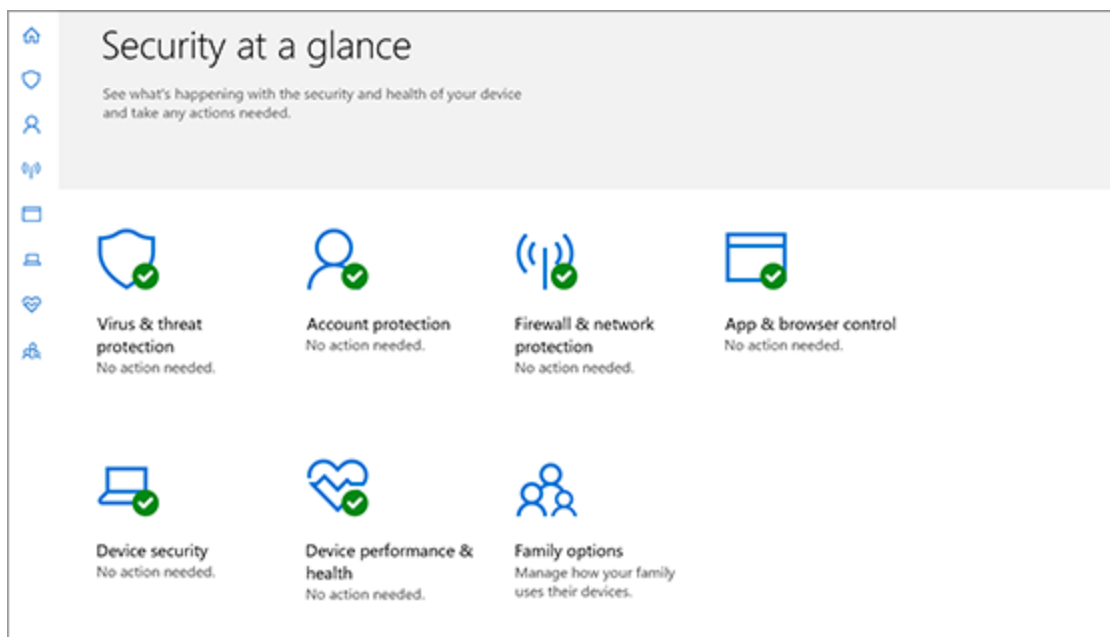 Security at a glance
See what's happening with the security and health of your device
and take any actions needed.
Virus & threat
protection
No action needed.
Account protection
No action needed.
Firewall & network
protection
No action needed.
App & browser control
No action needed.
Device security
No action needed.
Device performance &
health
No action needed.
Family options
Manage how your family
uses their devices.